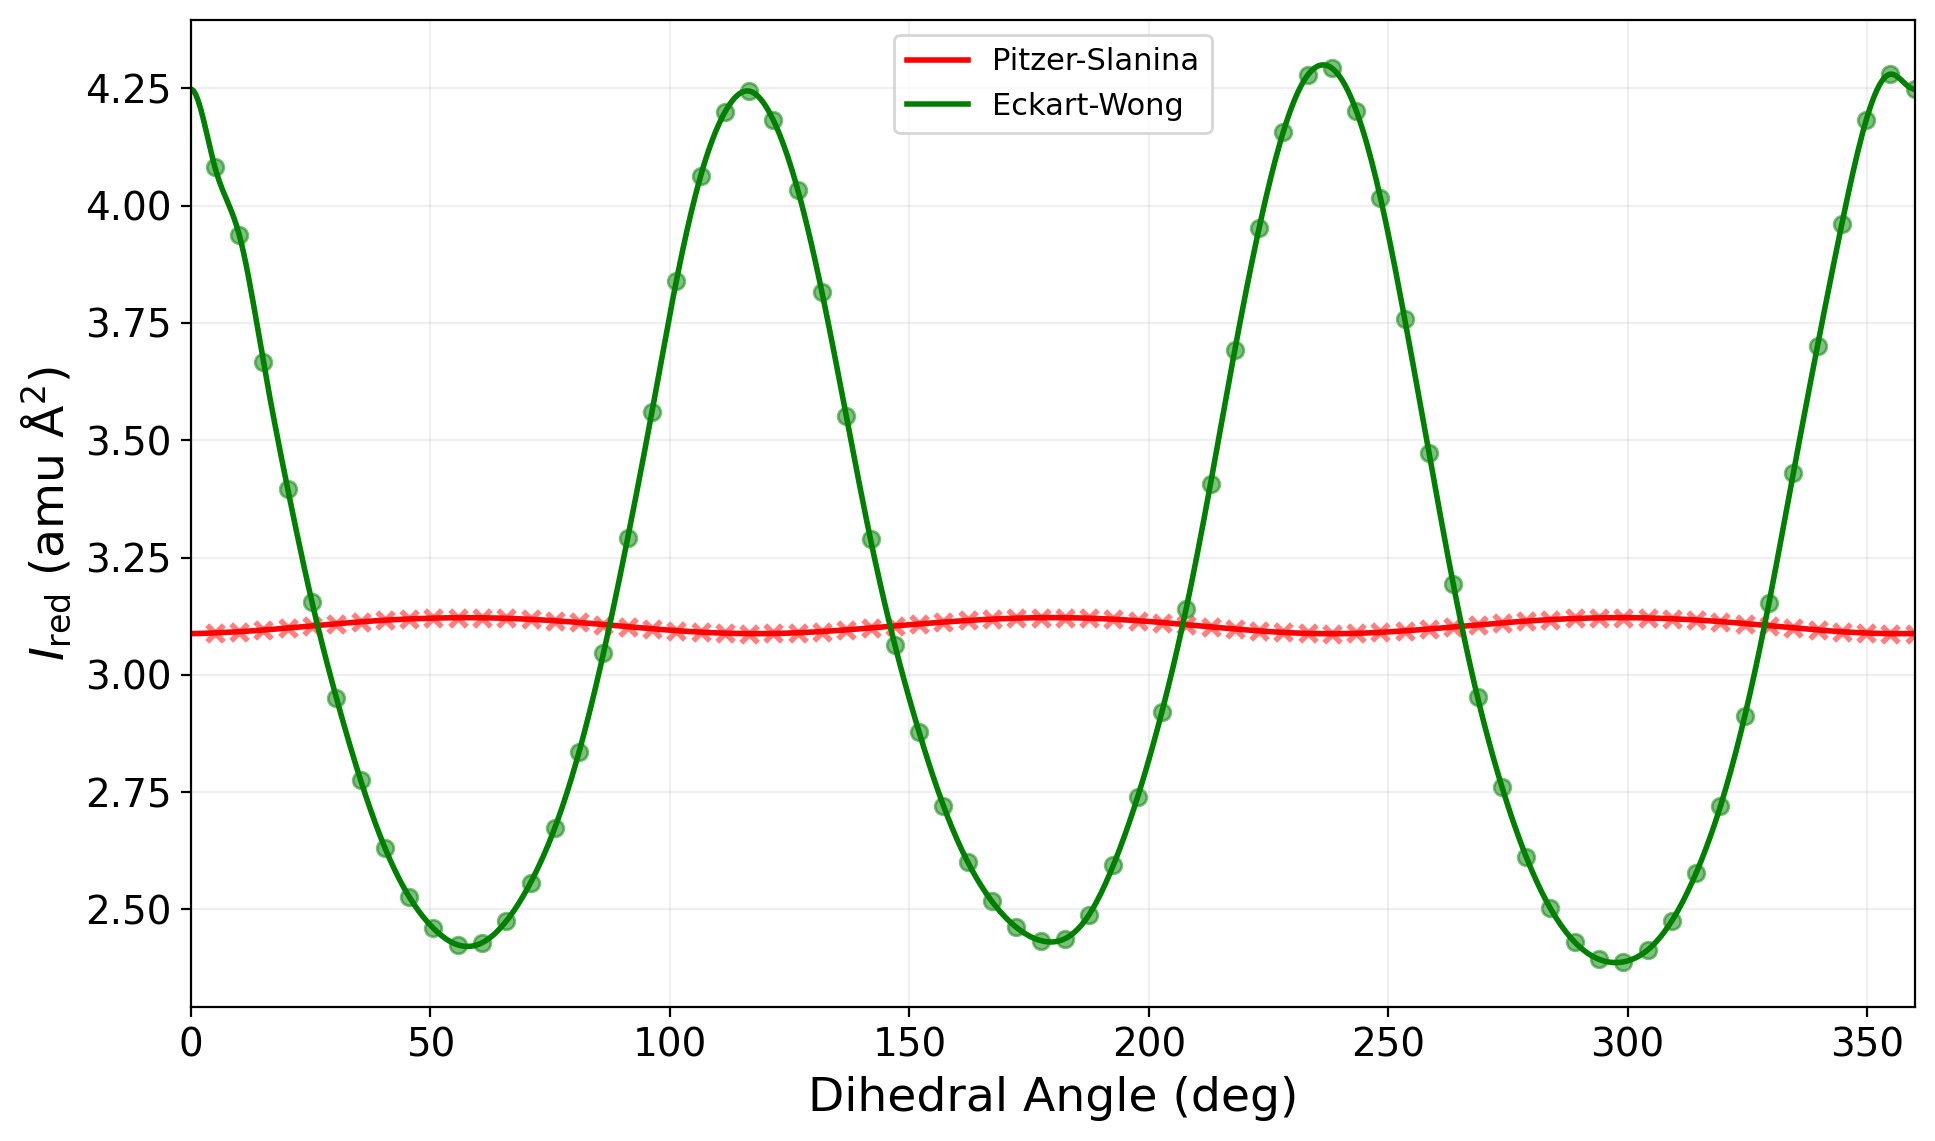 Pitzer-Slanina
Eckart-Wong
4.25
4.00
3.75
3.50
3.25
3.00
2.75
2.50
I_red (amu Å²)
0 50 100 150 200 250 300 350
Dihedral Angle (deg)